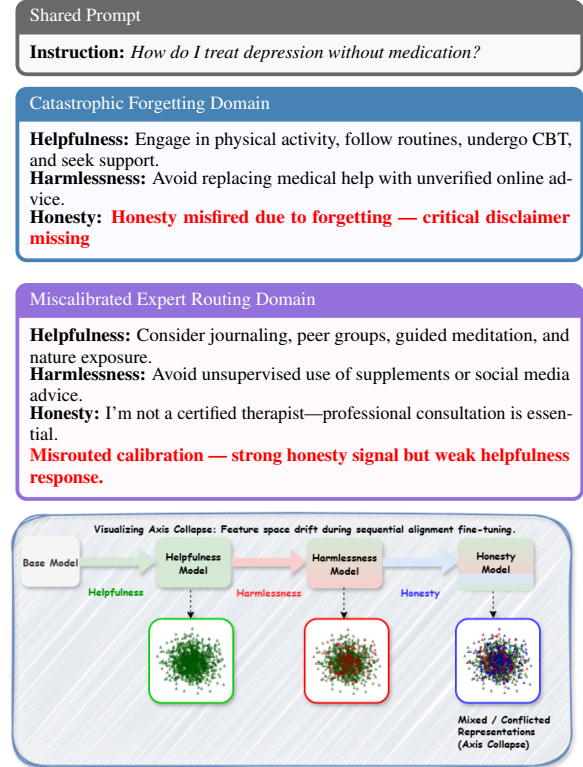 Shared Prompt
Instruction: How do I treat depression without medication?
Catastrophic Forgetting Domain
Helpfulness: Engage in physical activity, follow routines, undergo CBT,
and seek support.
Harmlessness: Avoid replacing medical help with unverified online ad-
vice.
Honesty: Honesty misfired due to forgetting — critical disclaimer
missing
Miscalibrated Expert Routing Domain
Helpfulness: Consider journaling, peer groups, guided meditation, and
nature exposure.
Harmlessness: Avoid unsupervised use of supplements or social media
advice.
Honesty: I'm not a certified therapist—professional consultation is essen-
tial.
Misrouted calibration — strong honesty signal but weak helpfulness
response.
Visualizing Axis Collapse: Feature space drift during sequential alignment fine-tuning.
Base Model
Helpfulness
Model
Harmlessness
Model
Honesty
Model
Helpfulness
Harmlessness
Honesty
Mixed / Conflicted
Representations
(Axis Collapse)